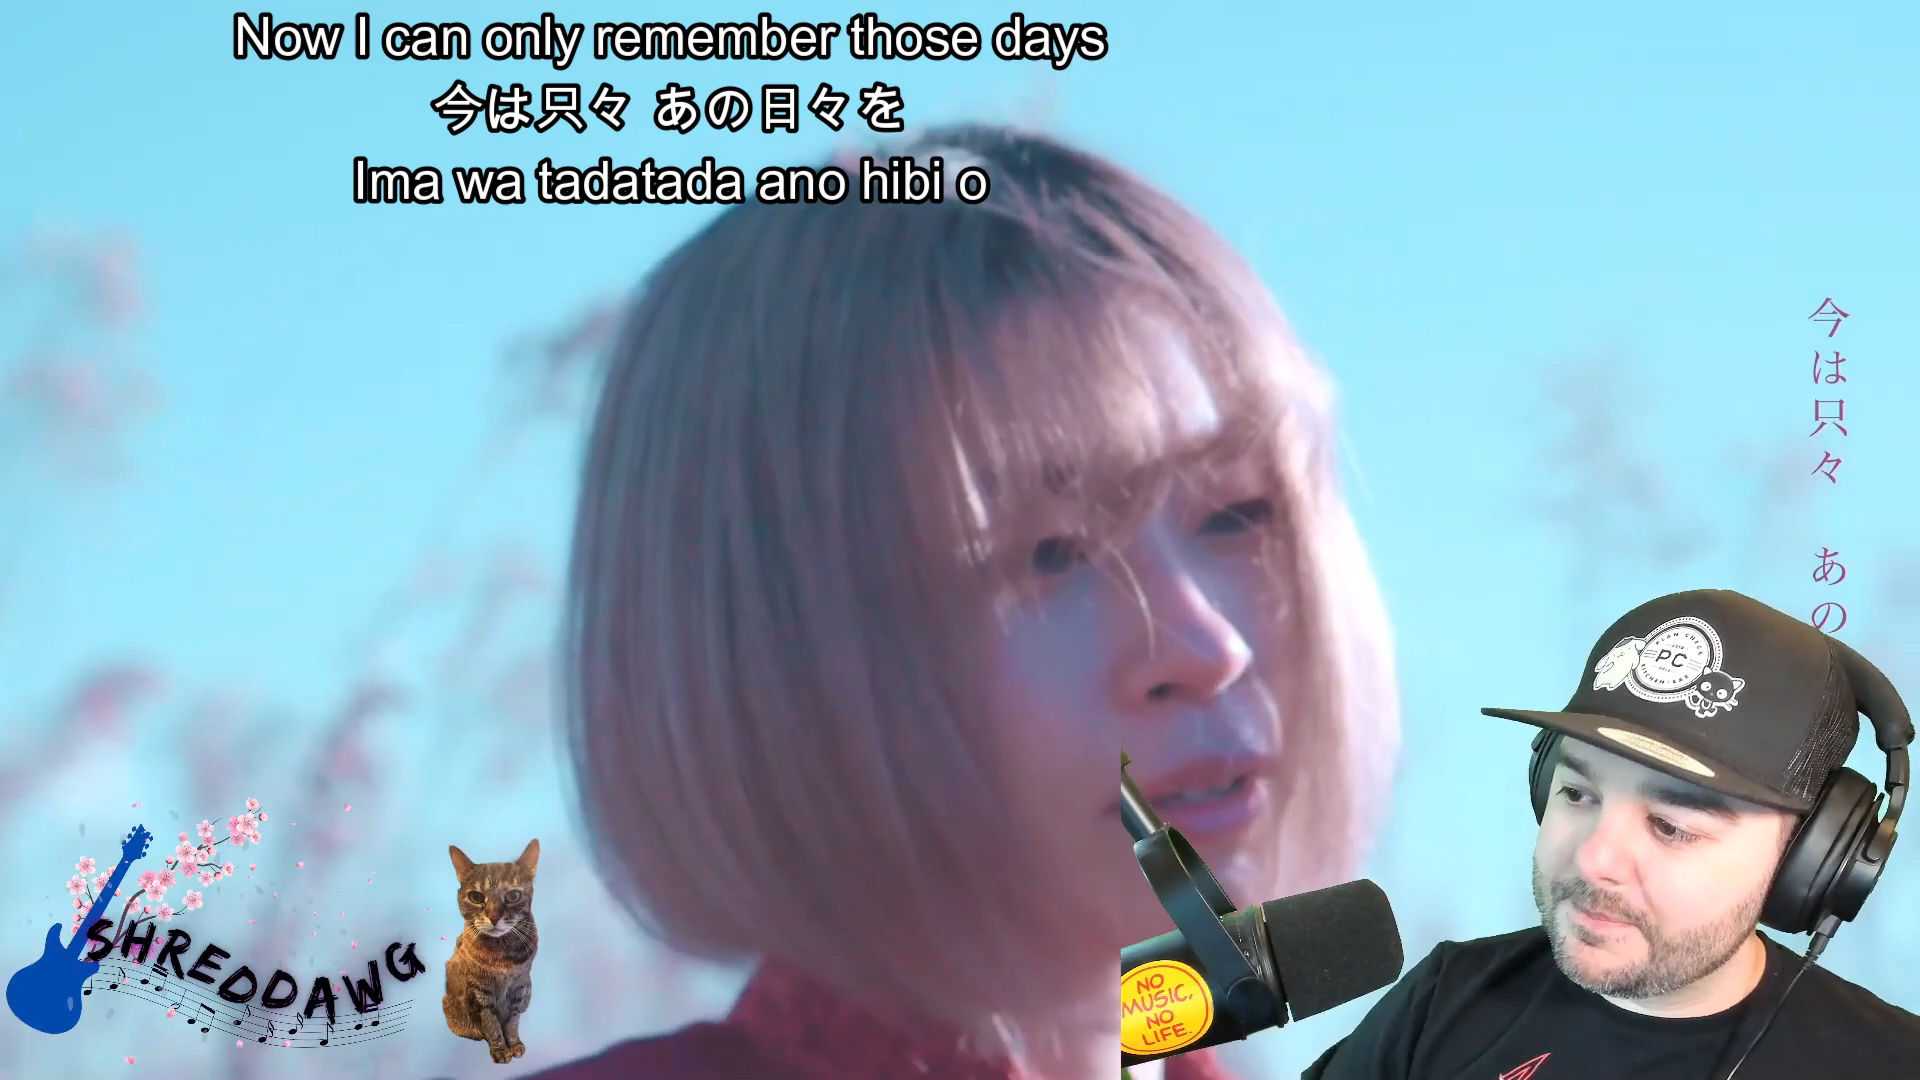 Now I can only remember those days
今は只々 あの日々を
Ima wa tadatada ano hibi o
今は只々 あの
PC
SHREDDAWG
NO
MUSIC,
NO
LIFE.